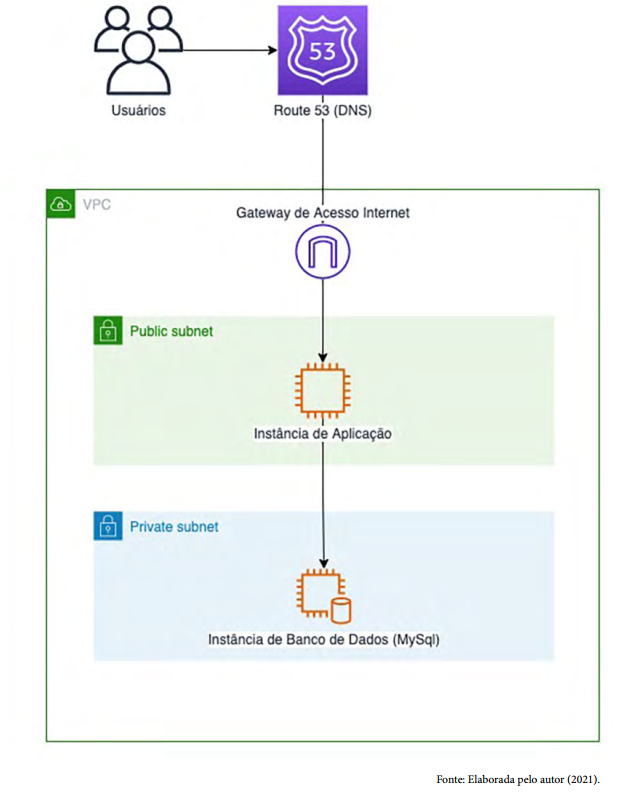 53
Usuários
Route 53 (DNS)
VPC
Gateway de Acesso Internet
Public subnet
Instância de Aplicação
Private subnet
Instância de Banco de Dados (MySql)
Fonte: Elaborada pelo autor (2021).